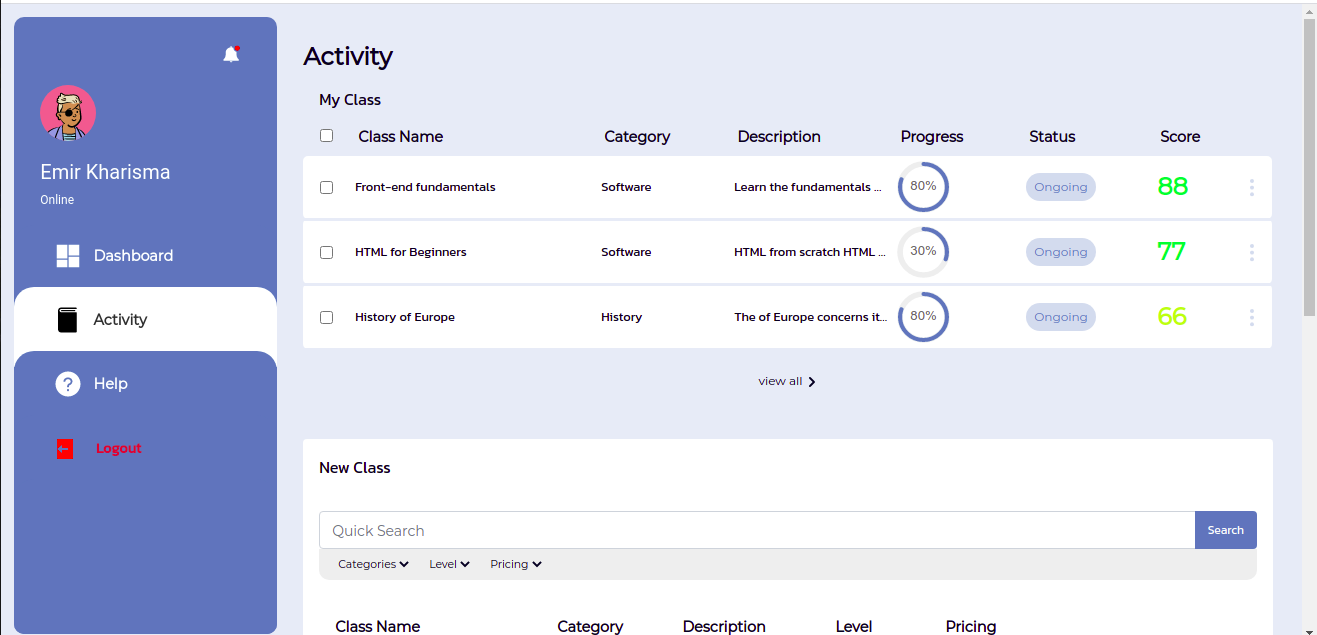 Emir Kharisma
Online
Dashboard
Activity
Help
Logout
Activity
My Class
Class Name Category Description Progress Status Score
Front-end fundamentals Software Learn the fundamentals ... 80% Ongoing 88
HTML for Beginners Software HTML from scratch HTML ... 30% Ongoing 77
History of Europe History The of Europe concerns it... 80% Ongoing 66
view all
New Class
Quick Search Search
Categories Level Pricing
Class Name Category Description Level Pricing